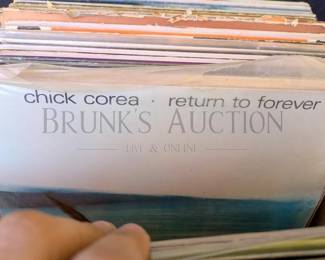 chick corea · return to forever
BRUNK'S AUCTION
LIVE & ONLINE